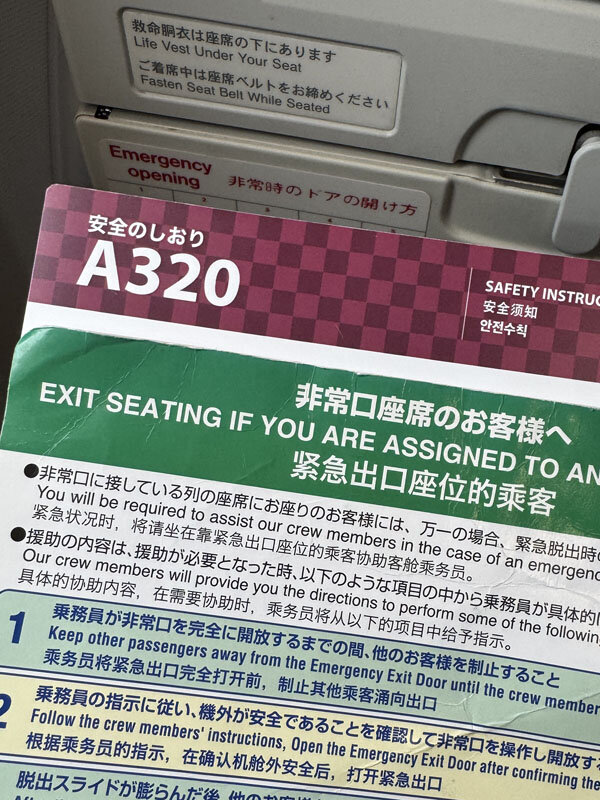 救命胴衣は座席の下にあります
Life Vest Under Your Seat
ご着席中は座席ベルトをお締めください
Fasten Seat Belt While Seated
Emergency
opening
非常時のドアの開け方
1 2 3 4 5
安全のしおり
A320
SAFETY INSTRUC
安全须知
안전수칙
非常口座席のお客様へ
EXIT SEATING IF YOU ARE ASSIGNED TO AN
紧急出口座位的乘客
●非常口に接している列の座席にお座りのお客様には、万一の場合、緊急脱出時の
You will be required to assist our crew members in the case of an emergenc
紧急状况时，将请坐在靠紧急出口座位的乘客协助客舱乘务员。
●援助の内容は、援助が必要となった時、以下のような項目の中から乗務員が具体的に
Our crew members will provide you the directions to perform some of the following
具体的协助内容，在需要协助时，乘务员将从以下的项目中给予指示。
1
乗務員が非常口を完全に開放するまでの間、他のお客様を制止すること
Keep other passengers away from the Emergency Exit Door until the crew member
乘务员将紧急出口完全打开前，制止其他乘客涌向出口
2
乗務員の指示に従い、機外が安全であることを確認して非常口を操作し開放する
Follow the crew members' instructions, Open the Emergency Exit Door after confirming the
根据乘务员的指示，在确认机舱外安全后，打开紧急出口
脱出スライドが膨らんだ後、他のお客様